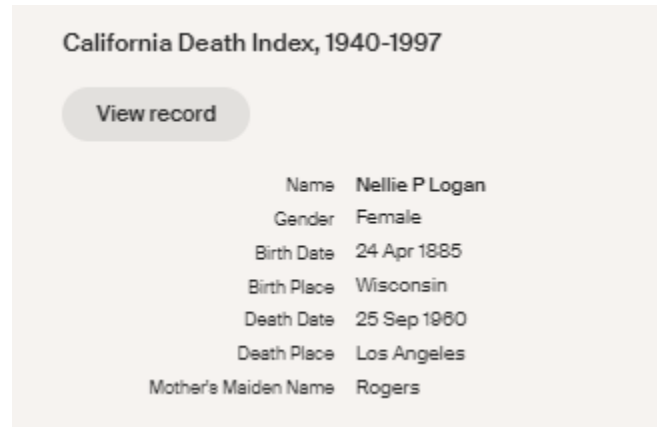 California Death Index, 1940-1997
View record
Name Nellie P Logan
Gender Female
Birth Date 24 Apr 1885
Birth Place Wisconsin
Death Date 25 Sep 1960
Death Place Los Angeles
Mother's Maiden Name Rogers